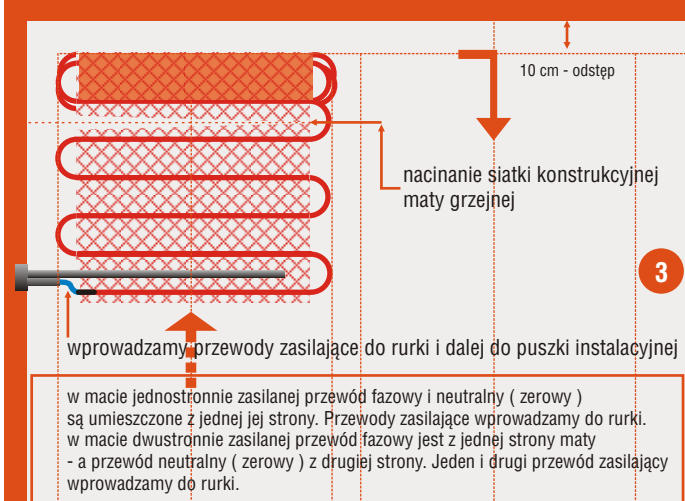 10 cm - odstęp
nacinanie siatki konstrukcyjnej
maty grzejnej
3
wprowadzamy przewody zasilające do rurki i dalej do puszki instalacyjnej
w macie jednostronnie zasilanej przewód fazowy i neutralny ( zerowy )
są umieszczone z jednej jej strony. Przewody zasilające wprowadzamy do rurki.
w macie dwustronnie zasilanej przewód fazowy jest z jednej strony maty
- a przewód neutralny ( zerowy ) z drugiej strony. Jeden i drugi przewód zasilający
wprowadzamy do rurki.